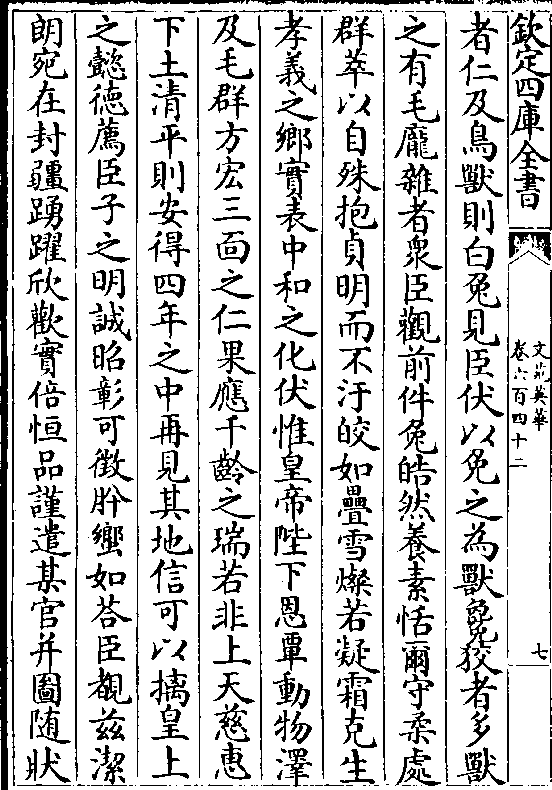 欽定四庫全書
文苑英華
卷六百四十二
七
者仁及鳥獸則白兔見臣伏以兔之為獸毚狡者多獸
之有毛龎雜者衆臣觀前件兔皓然養素恬爾守柔處
群萃以自殊抱貞明而不汙皎如疊雪燦若凝霜克生
孝義之鄉實表中和之化伏惟皇帝陛下恩覃動物澤
及毛群方宏三面之仁果應千齡之瑞若非上天慈惠
下土清平則安得四年之中再見其地信可以摛皇上
之懿德薦臣子之明誠昭彰可徵肸蠁如荅臣覩兹潔
朗宛在封疆踴躍欣歡實倍恒品謹遣某官并圖随狀